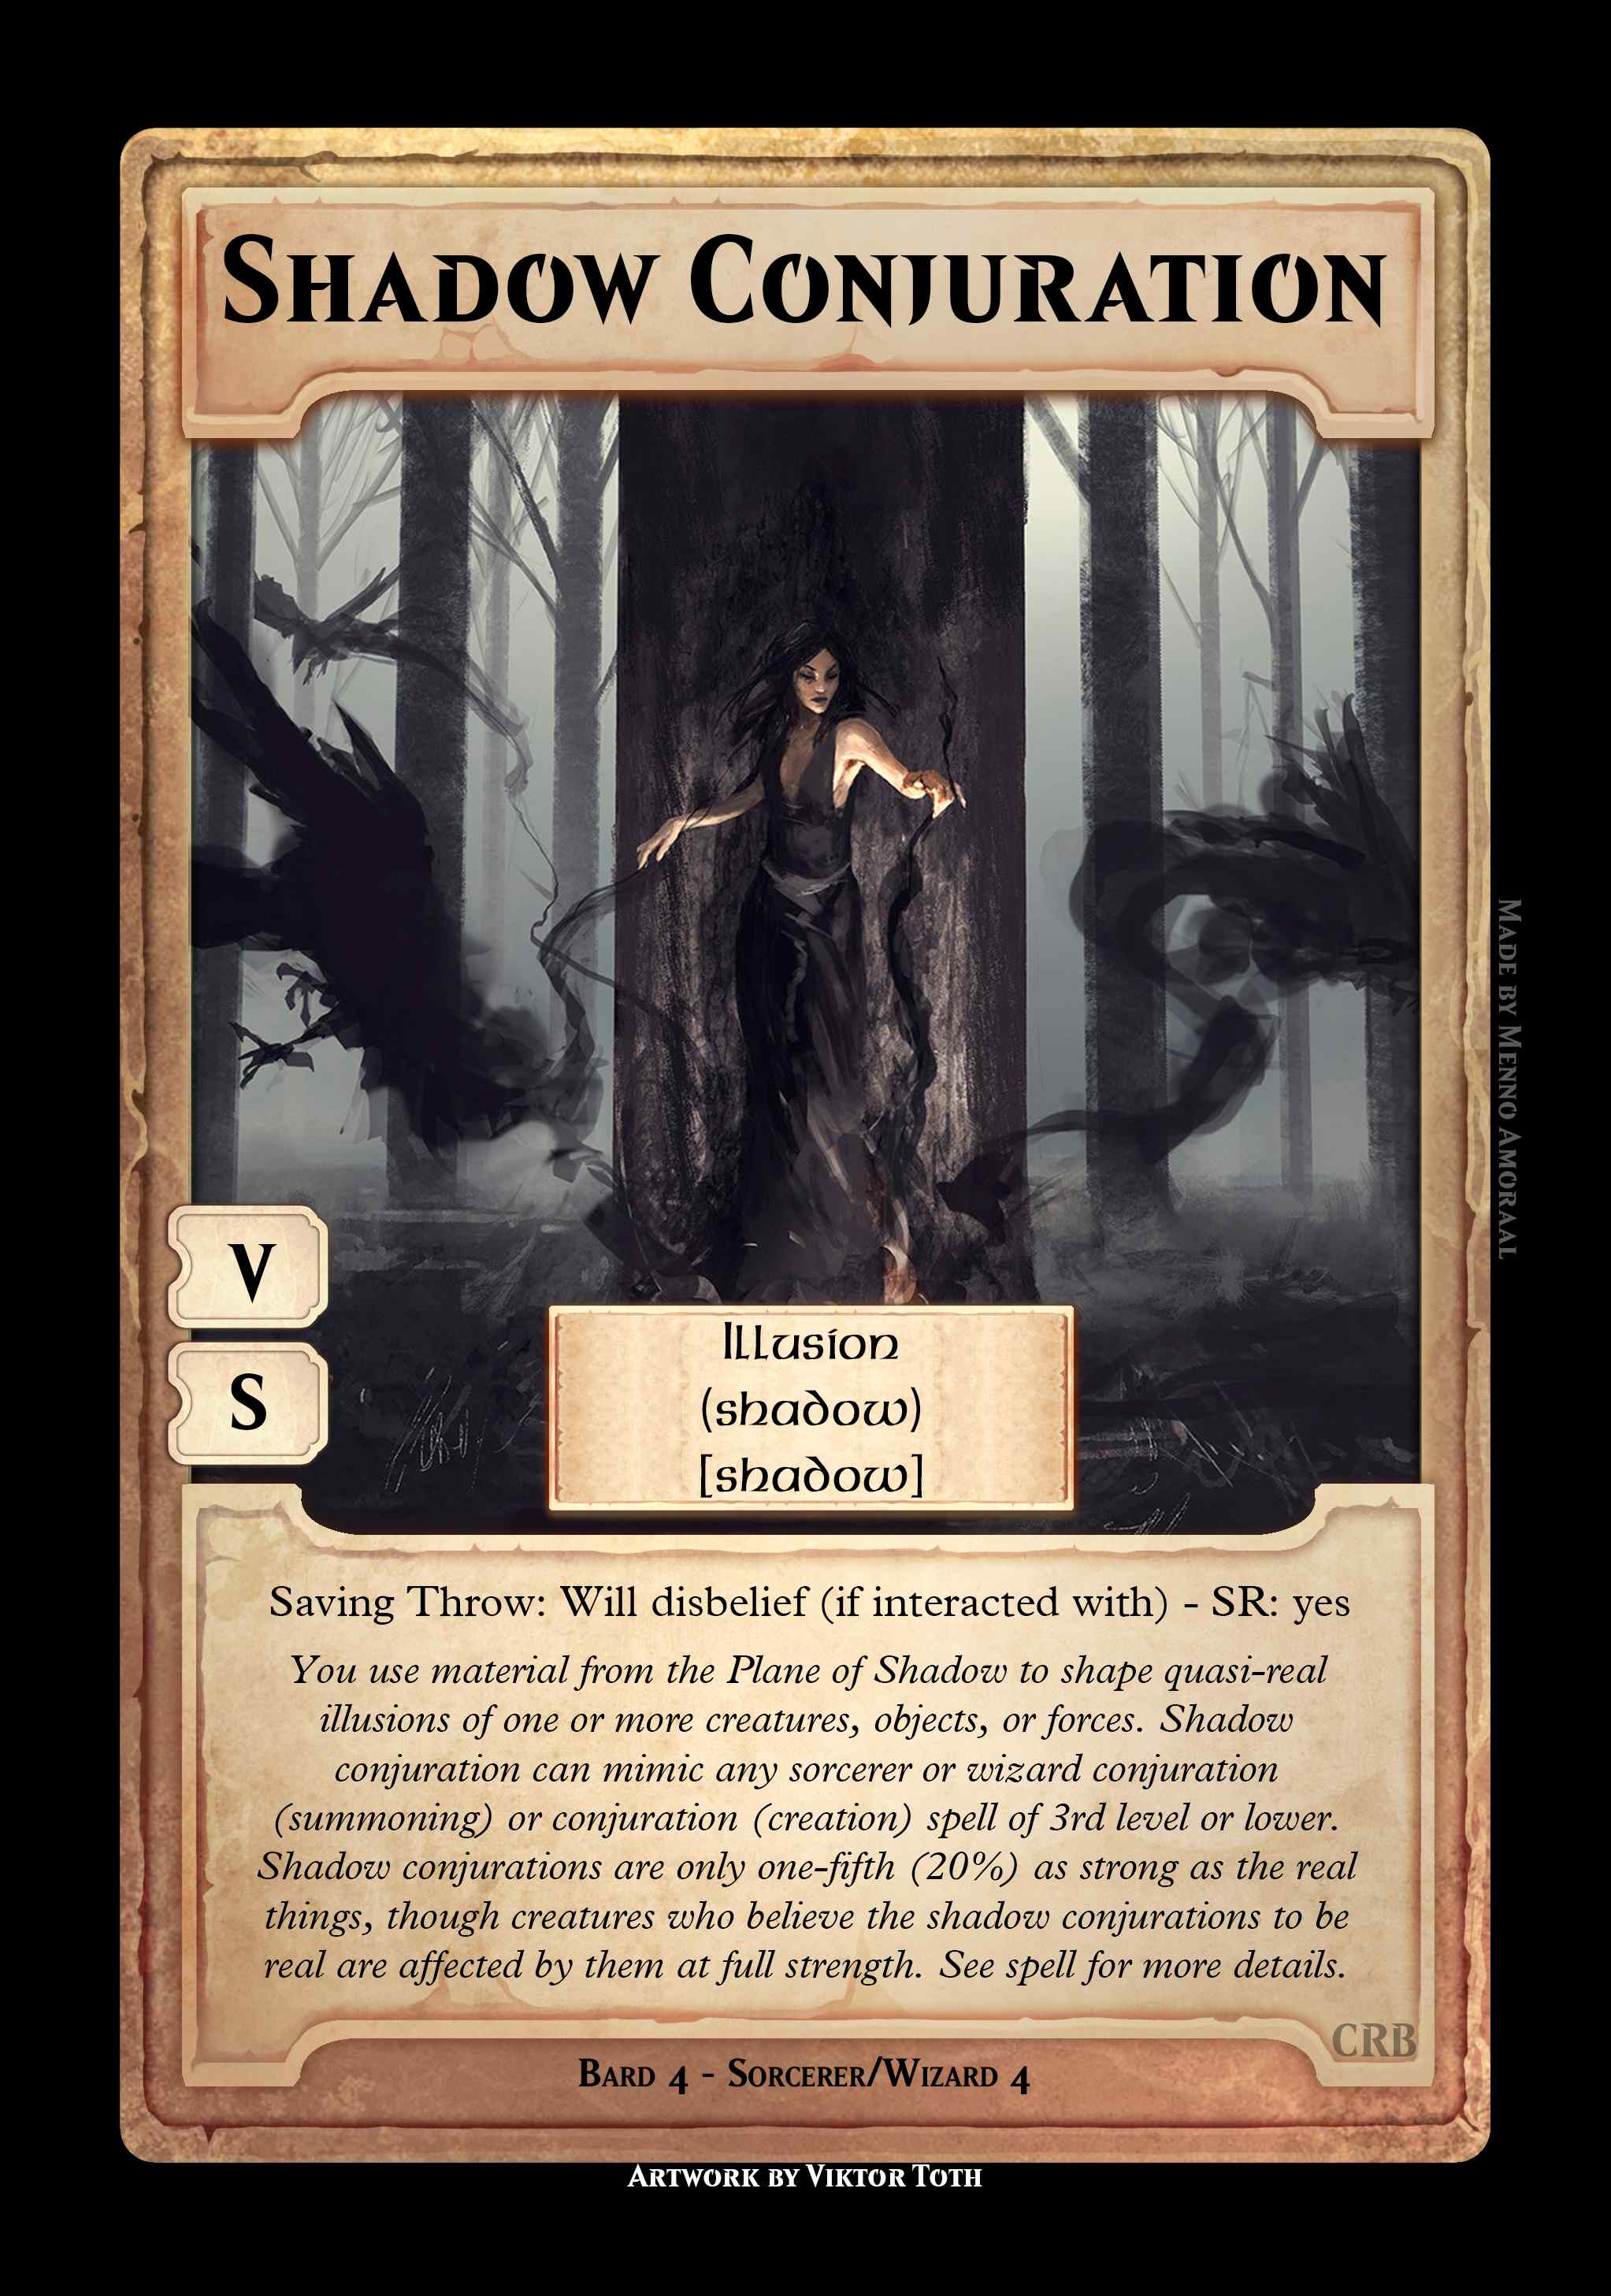 Shadow Conjuration
V
S
Illusion
(shadow)
[shadow]
Saving Throw: Will disbelief (if interacted with) - SR: yes
You use material from the Plane of Shadow to shape quasi-real
illusions of one or more creatures, objects, or forces. Shadow
conjuration can mimic any sorcerer or wizard conjuration
(summoning) or conjuration (creation) spell of 3rd level or lower.
Shadow conjurations are only one-fifth (20%) as strong as the real
things, though creatures who believe the shadow conjurations to be
real are affected by them at full strength. See spell for more details.
CRB
Bard 4 - Sorcerer/Wizard 4
Artwork by Viktor Toth
Made by Menno Amoraal